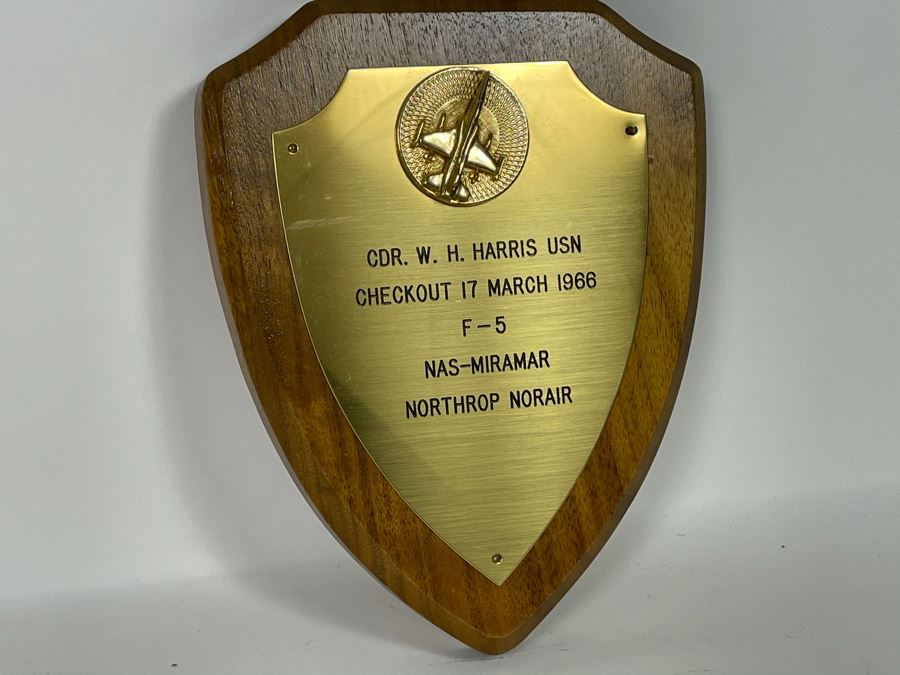 CDR. W. H. HARRIS USN
CHECKOUT 17 MARCH 1966
F-5
NAS-MIRAMAR
NORTHROP NORAIR